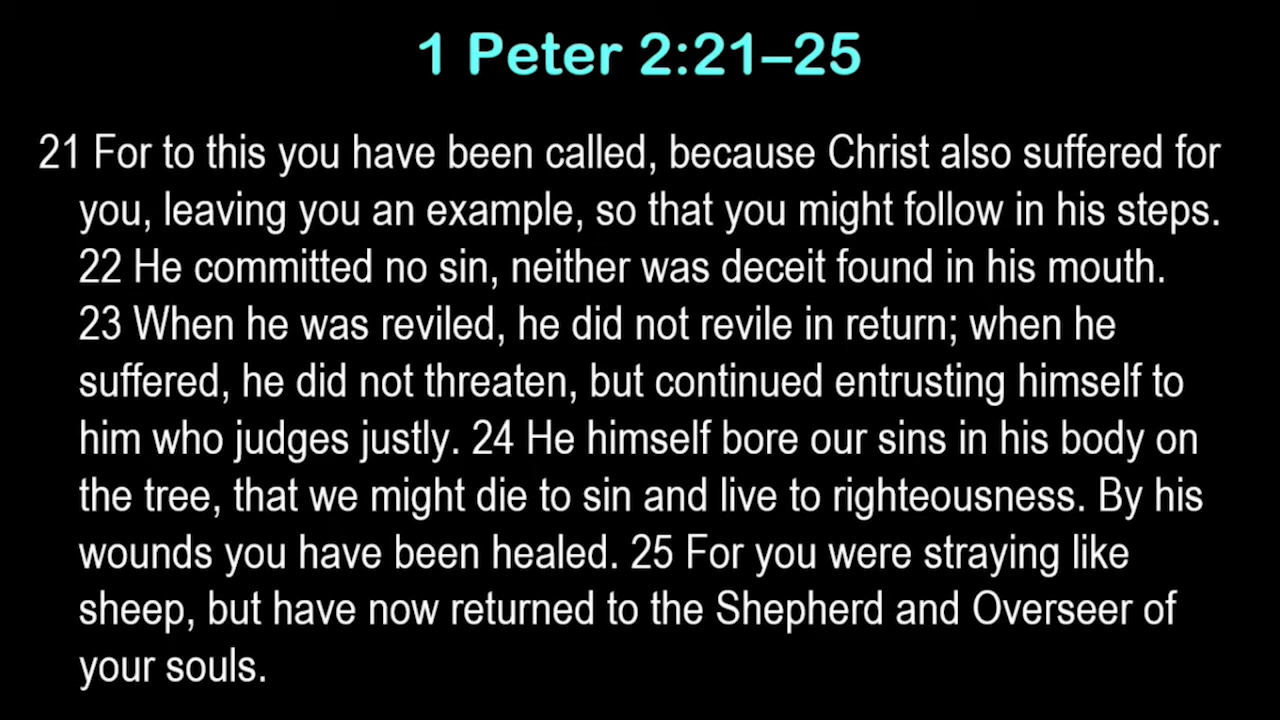 1 Peter 2:21–25
21 For to this you have been called, because Christ also suffered for
you, leaving you an example, so that you might follow in his steps.
22 He committed no sin, neither was deceit found in his mouth.
23 When he was reviled, he did not revile in return; when he
suffered, he did not threaten, but continued entrusting himself to
him who judges justly. 24 He himself bore our sins in his body on
the tree, that we might die to sin and live to righteousness. By his
wounds you have been healed. 25 For you were straying like
sheep, but have now returned to the Shepherd and Overseer of
your souls.